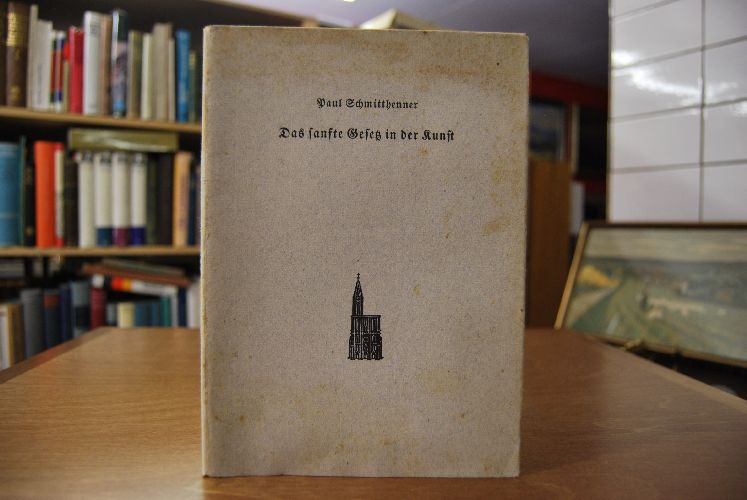 Paul Schmitthenner
Das sanfte Gesetz in der Kunst